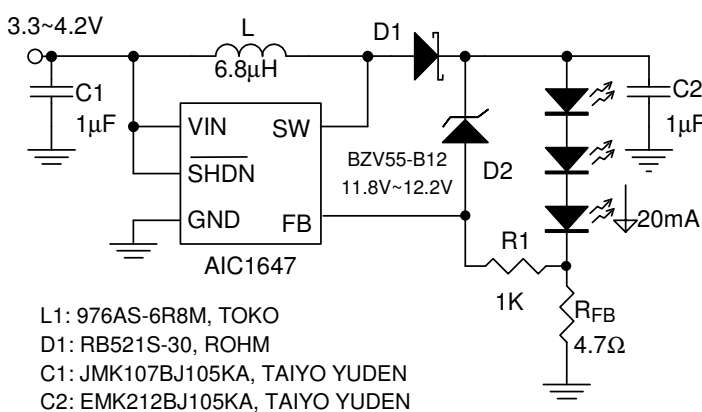 3.3~4.2V
L
6.8μH
D1
C1
1μF
C2
1μF
VIN
SW
SHDN
GND
FB
AIC1647
BZV55-B12
11.8V~12.2V
D2
20mA
R1
1K
RFB
4.7Ω
L1: 976AS-6R8M, TOKO
D1: RB521S-30, ROHM
C1: JMK107BJ105KA, TAIYO YUDEN
C2: EMK212BJ105KA, TAIYO YUDEN